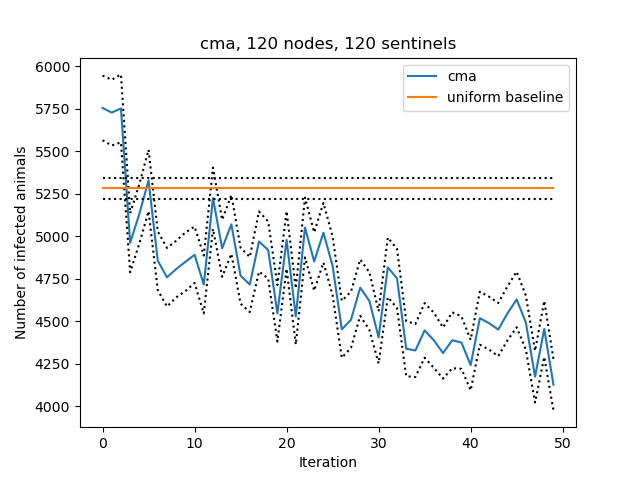 cma, 120 nodes, 120 sentinels
6000
5750
5500
5250
5000
4750
4500
4250
4000
Number of infected animals
cma
uniform baseline
0 10 20 30 40 50
Iteration